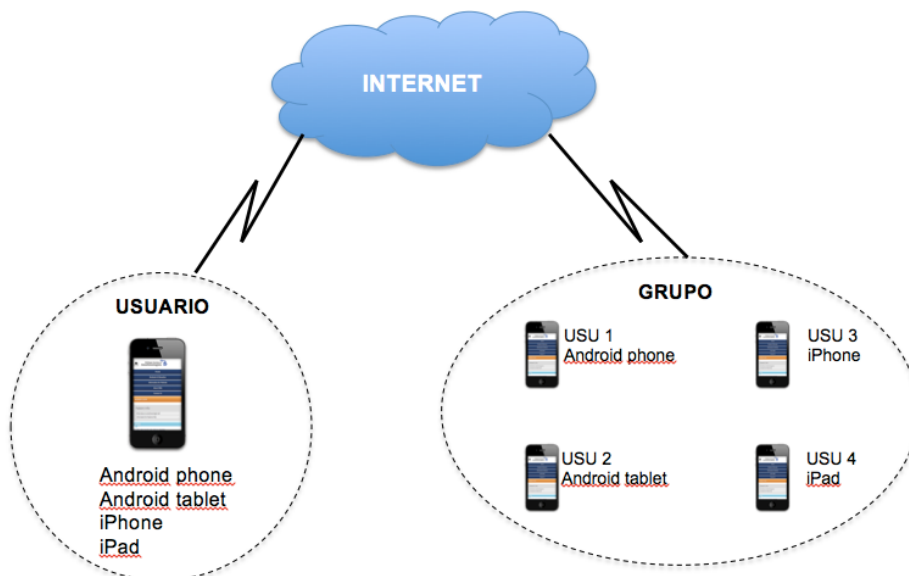 INTERNET
USUARIO
Android phone
Android tablet
iPhone
iPad
GRUPO
USU 1
Android phone
USU 3
iPhone
USU 2
Android tablet
USU 4
iPad